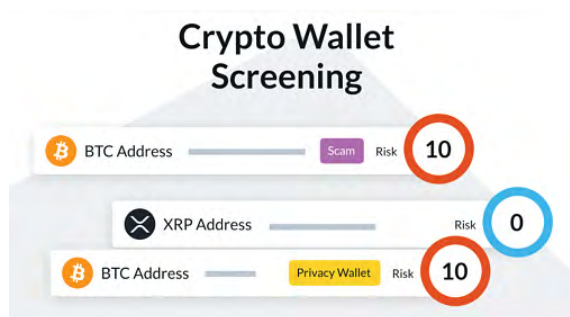 Crypto Wallet
Screening
BTC Address Scam Risk 10
XRP Address Risk 0
BTC Address Privacy Wallet Risk 10